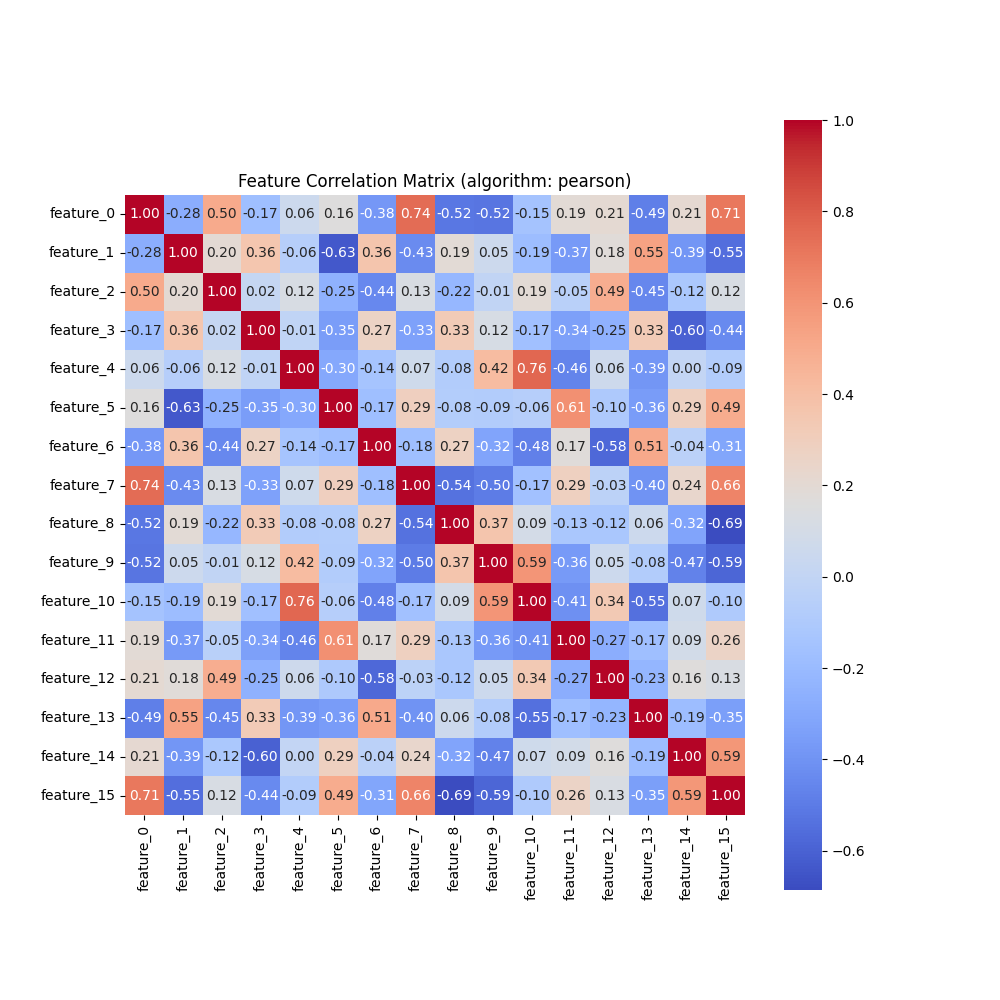 Feature Correlation Matrix (algorithm: pearson)
feature_0 1.00 -0.28 0.50 -0.17 0.06 0.16 -0.38 0.74 -0.52 -0.52 -0.15 0.19 0.21 -0.49 0.21 0.71
feature_1 -0.28 1.00 0.20 0.36 -0.06 -0.63 0.36 -0.43 0.19 0.05 -0.19 -0.37 0.18 0.55 -0.39 -0.55
feature_2 0.50 0.20 1.00 0.02 0.12 -0.25 -0.44 0.13 -0.22 -0.01 0.19 -0.05 0.49 -0.45 -0.12 0.12
feature_3 -0.17 0.36 0.02 1.00 -0.01 -0.35 0.27 -0.33 0.33 0.12 -0.17 -0.34 -0.25 0.33 -0.60 -0.44
feature_4 0.06 -0.06 0.12 -0.01 1.00 -0.30 -0.14 0.07 -0.08 0.42 0.76 -0.46 0.06 -0.39 0.00 -0.09
feature_5 0.16 -0.63 -0.25 -0.35 -0.30 1.00 -0.17 0.29 -0.08 -0.09 -0.06 0.61 -0.10 -0.36 0.29 0.49
feature_6 -0.38 0.36 -0.44 0.27 -0.14 -0.17 1.00 -0.18 0.27 -0.32 -0.48 0.17 -0.58 0.51 -0.04 -0.31
feature_7 0.74 -0.43 0.13 -0.33 0.07 0.29 -0.18 1.00 -0.54 -0.50 -0.17 0.29 -0.03 -0.40 0.24 0.66
feature_8 -0.52 0.19 -0.22 0.33 -0.08 -0.08 0.27 -0.54 1.00 0.37 0.09 -0.13 -0.12 0.06 -0.32 -0.69
feature_9 -0.52 0.05 -0.01 0.12 0.42 -0.09 -0.32 -0.50 0.37 1.00 0.59 -0.36 0.05 -0.08 -0.47 -0.59
feature_10 -0.15 -0.19 0.19 -0.17 0.76 -0.06 -0.48 -0.17 0.09 0.59 1.00 -0.41 0.34 -0.55 0.07 -0.10
feature_11 0.19 -0.37 -0.05 -0.34 -0.46 0.61 0.17 0.29 -0.13 -0.36 -0.41 1.00 -0.27 -0.17 0.09 0.26
feature_12 0.21 0.18 0.49 -0.25 0.06 -0.10 -0.58 -0.03 -0.12 0.05 0.34 -0.27 1.00 -0.23 0.16 0.13
feature_13 -0.49 0.55 -0.45 0.33 -0.39 -0.36 0.51 -0.40 0.06 -0.08 -0.55 -0.17 -0.23 1.00 -0.19 -0.35
feature_14 0.21 -0.39 -0.12 -0.60 0.00 0.29 -0.04 0.24 -0.32 -0.47 0.07 0.09 0.16 -0.19 1.00 0.59
feature_15 0.71 -0.55 0.12 -0.44 -0.09 0.49 -0.31 0.66 -0.69 -0.59 -0.10 0.26 0.13 -0.35 0.59 1.00
feature_0 feature_1 feature_2 feature_3 feature_4 feature_5 feature_6 feature_7 feature_8 feature_9 feature_10 feature_11 feature_12 feature_13 feature_14 feature_15
1.0
0.8
0.6
0.4
0.2
0.0
−0.2
−0.4
−0.6